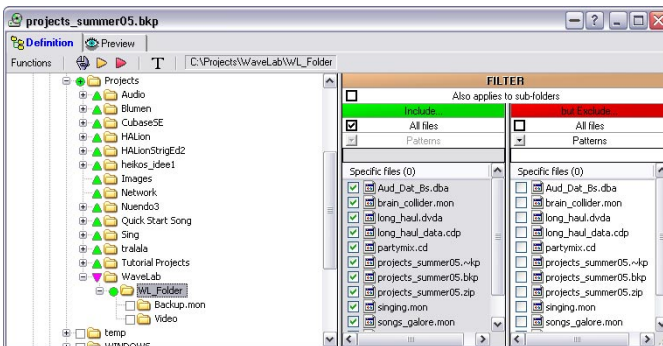 projects_summer05.bkp
Definition Preview
Functions T C:\Projects\WaveLab\WL_Folder
Projects
Audio
Blumen
CubaseSE
HALion
HALionStrigEd2
heikos_idee1
Images
Network
Nuendo3
Quick Start Song
Sing
tralala
Tutorial Projects
WaveLab
WL_Folder
Backup.mon
Video
temp
WINDOWS
FILTER
Also applies to sub-folders
Include...
All files
Patterns
Specific files (0)
Aud_Dat_Bs.dba
brain_collider.mon
long_haul.dvda
long_haul_data.cdp
partymix.cd
projects_summer05.~kp
projects_summer05.bkp
projects_summer05.zip
singing.mon
songs_galore.mon
but Exclude...
All files
Patterns
Specific files (0)
Aud_Dat_Bs.dba
brain_collider.mon
long_haul.dvda
long_haul_data.cdp
partymix.cd
projects_summer05.~kp
projects_summer05.bkp
projects_summer05.zip
singing.mon
songs_galore.mon